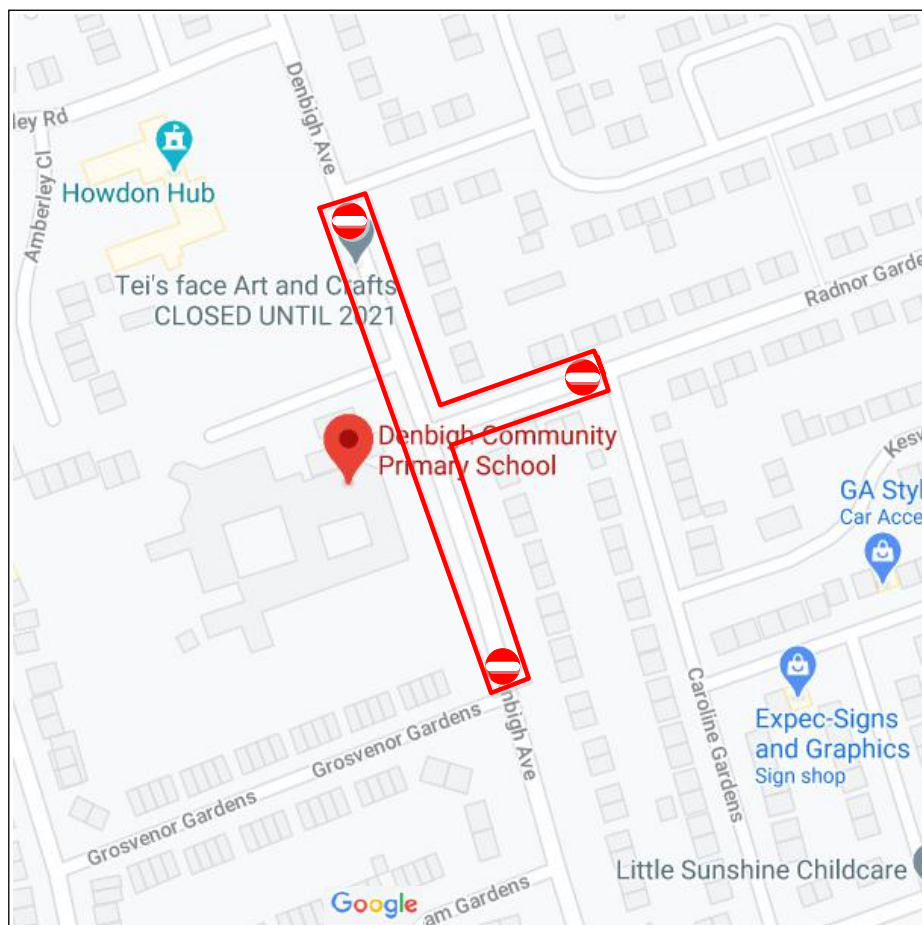 Denbigh Ave
ley Rd
Amberley Cl
Howdon Hub
Tei's face Art and Crafts
CLOSED UNTIL 2021
Radnor Garde
Denbigh Community
Primary School
Kesw
GA Styl
Car Acce
Caroline Gardens
Expec-Signs
and Graphics
Sign shop
Grosvenor Gardens
Grosvenor Gardens
nbigh Ave
Little Sunshine Childcare
Google
am Gardens